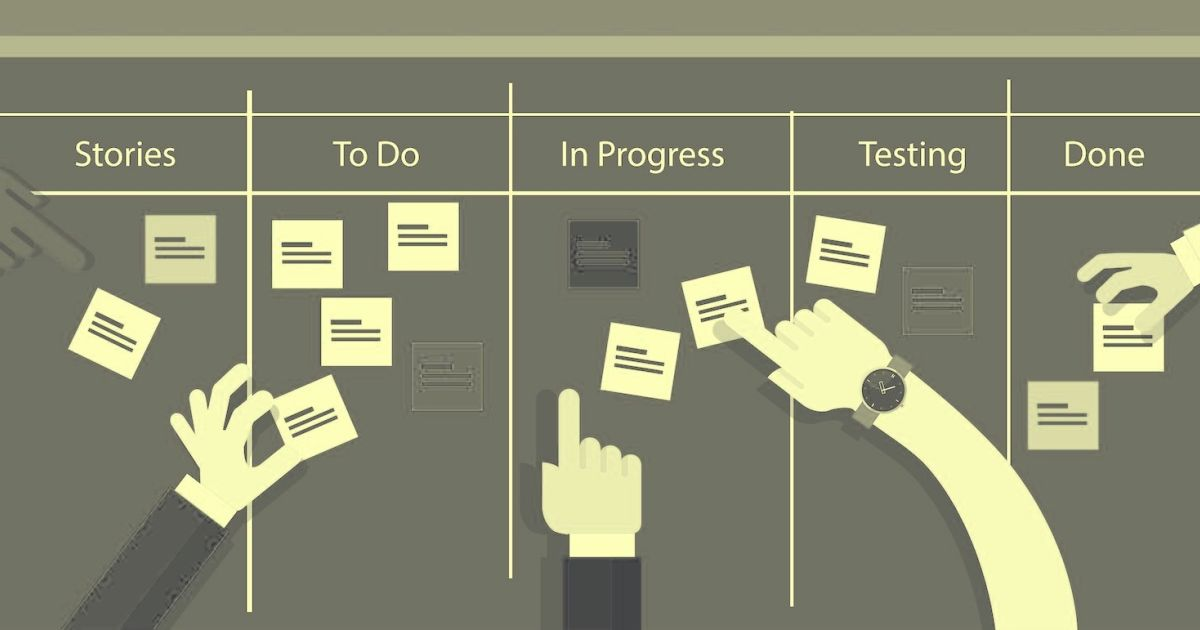 Stories
To Do
In Progress
Testing
Done